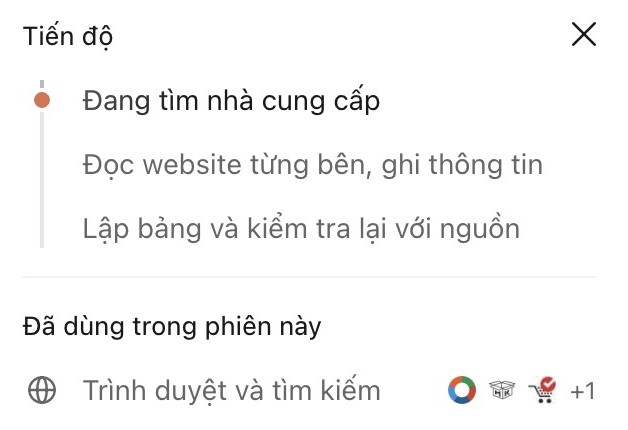 Tiến độ
Đang tìm nhà cung cấp
Đọc website từng bên, ghi thông tin
Lập bảng và kiểm tra lại với nguồn
Đã dùng trong phiên này
Trình duyệt và tìm kiếm +1